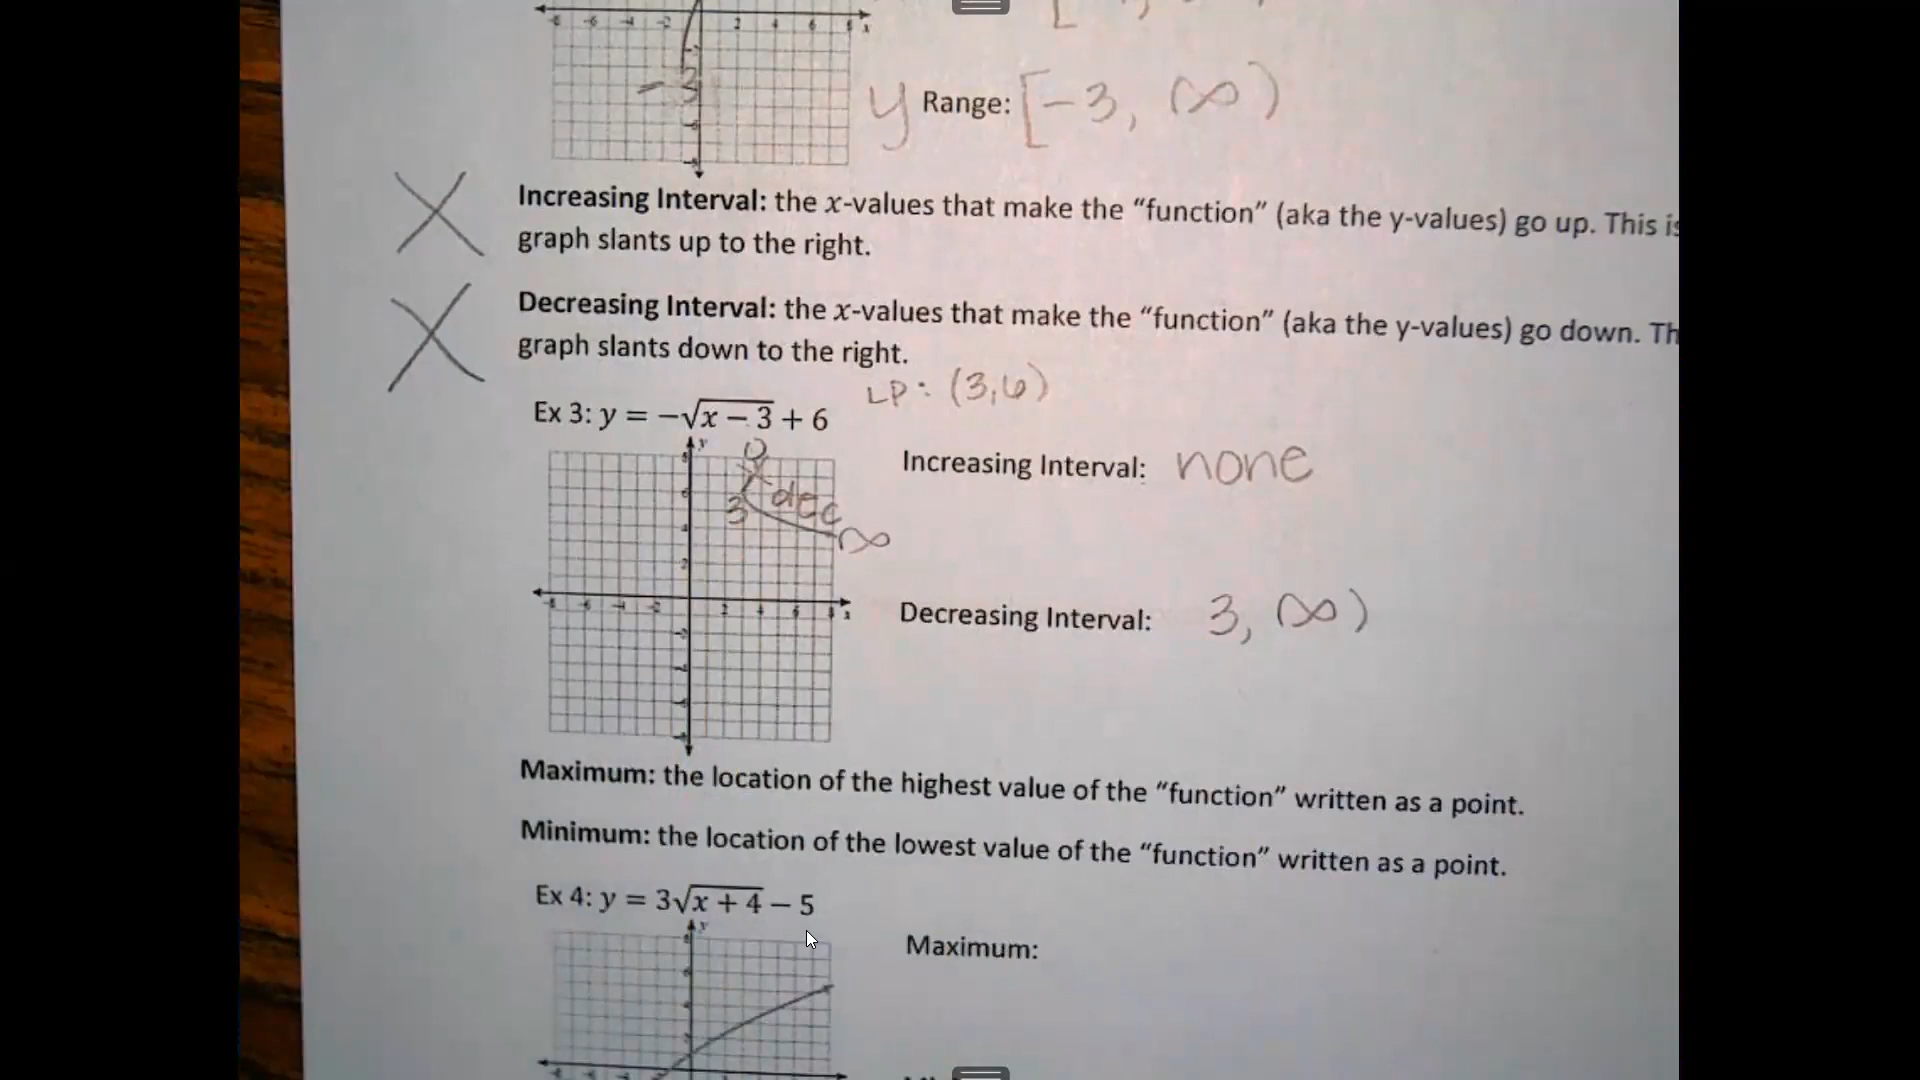 y Range: [-3, ∞)
-3
Increasing Interval: the x-values that make the “function” (aka the y-values) go up. This is
graph slants up to the right.
Decreasing Interval: the x-values that make the “function” (aka the y-values) go down. Th
graph slants down to the right.
LP: (3,6)
Ex 3: y = −√x − 3 + 6
Increasing Interval: none
3 dec ∞
Decreasing Interval: 3, ∞)
Maximum: the location of the highest value of the “function” written as a point.
Minimum: the location of the lowest value of the “function” written as a point.
Ex 4: y = 3√x + 4 − 5
Maximum: